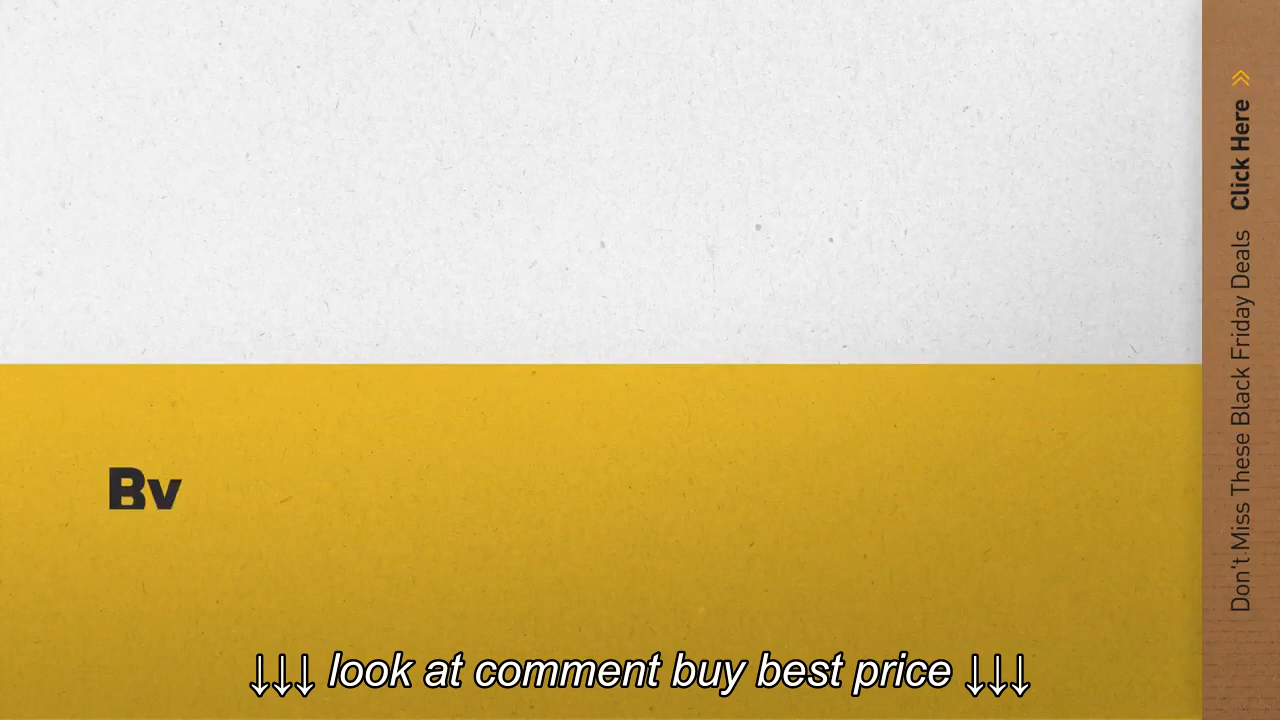 Bv
Don't Miss These Black Friday Deals Click Here »
↓↓↓ look at comment buy best price ↓↓↓